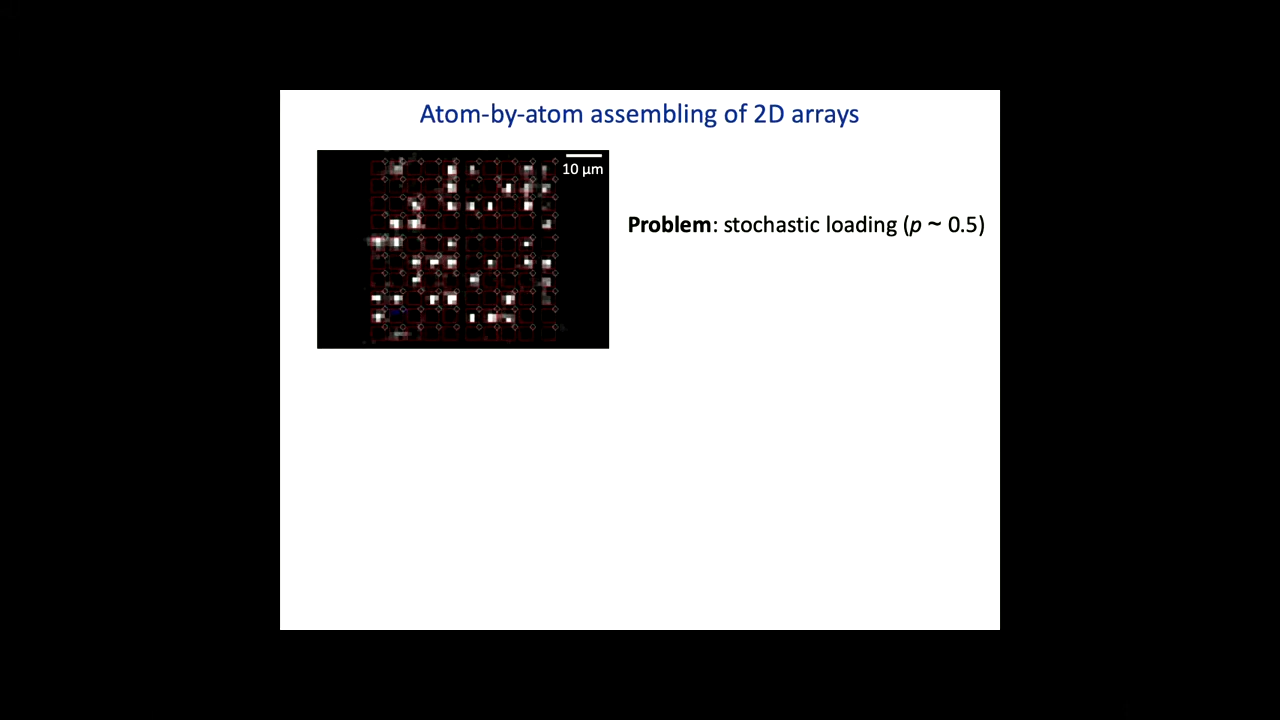 Atom-by-atom assembling of 2D arrays
10 µm
Problem: stochastic loading (p ~ 0.5)